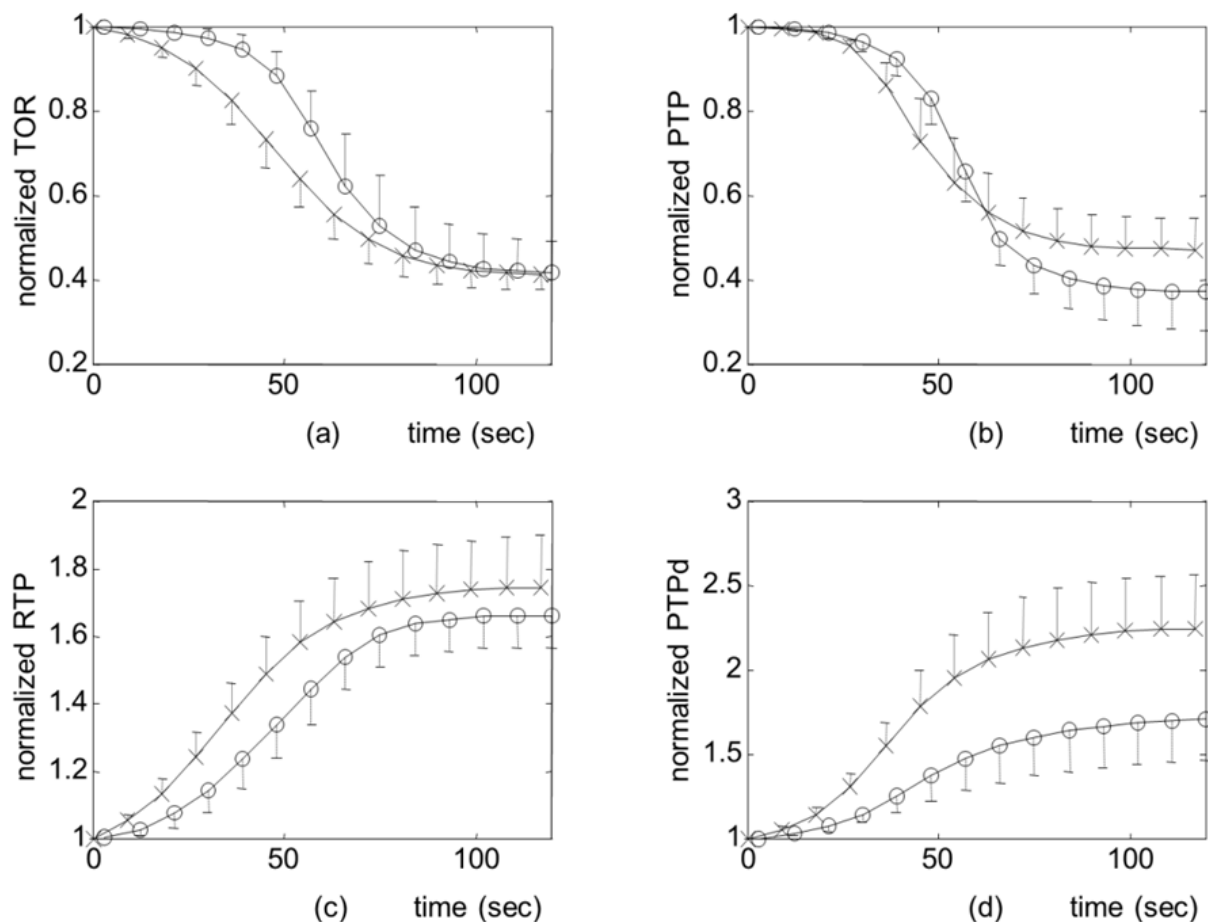 normalized TOR
1
0.8
0.6
0.4
0.2
0 50 100
(a) time (sec)
normalized PTP
1
0.8
0.6
0.4
0.2
0 50 100
(b) time (sec)
normalized RTP
2
1.8
1.6
1.4
1.2
1
0 50 100
(c) time (sec)
normalized PTPd
3
2.5
2
1.5
1
0 50 100
(d) time (sec)